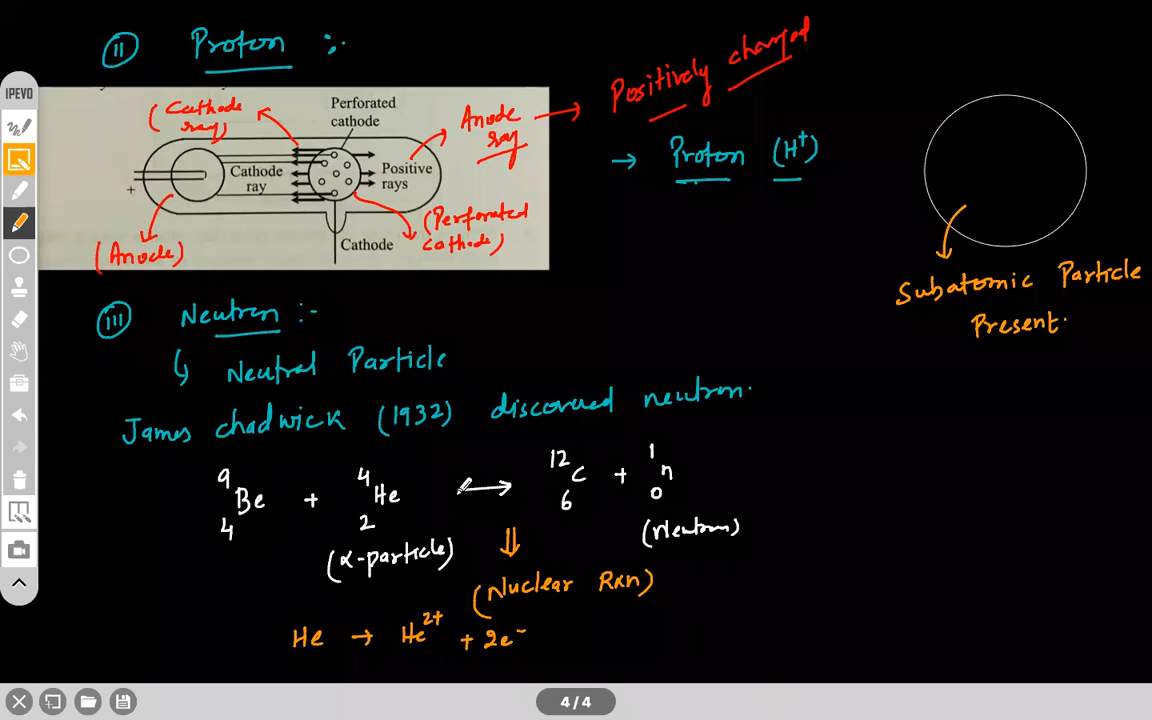 II Proton :-
IPEVO
(Cathode ray)
Perforated cathode
Anode ray → Positively charged
→ Proton (H⁺)
+
Cathode ray
Positive rays
(Anode)
(Perforated cathode)
Cathode
Subatomic Particle
Present.
III Neutron :-
↳ Neutral Particle
James chadwick (1932) discovered neutron.
⁹₄Be + ⁴₂He → ¹²₆C + ¹₀n
(α-particle)
(Neutron)
⇓
(Nuclear Rxn)
He → He²⁺ + 2e⁻
4/4